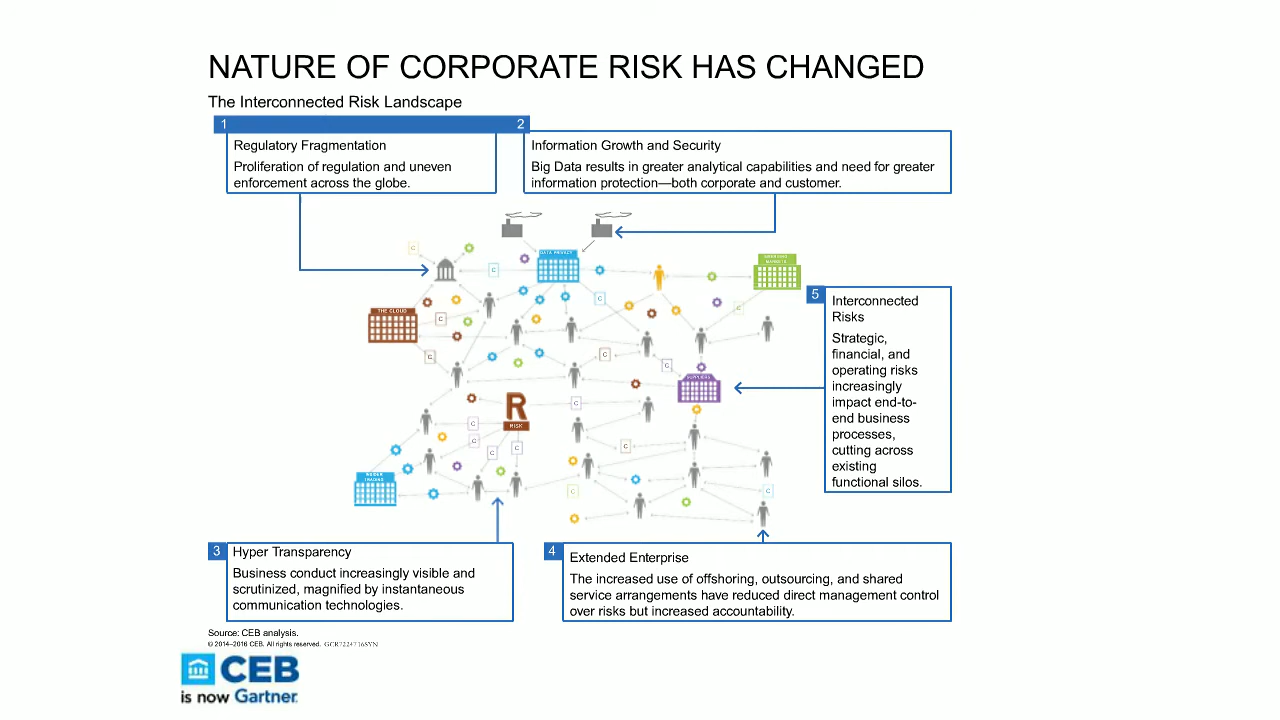 NATURE OF CORPORATE RISK HAS CHANGED
The Interconnected Risk Landscape
1
2
Regulatory Fragmentation
Proliferation of regulation and uneven
enforcement across the globe.
Information Growth and Security
Big Data results in greater analytical capabilities and need for greater
information protection—both corporate and customer.
DATA PRIVACY
THE CLOUD
SUPPLIERS
R
RISK
INSIDER
TRADING
5
Interconnected
Risks
Strategic,
financial, and
operating risks
increasingly
impact end-to-
end business
processes,
cutting across
existing
functional silos.
3
Hyper Transparency
Business conduct increasingly visible and
scrutinized, magnified by instantaneous
communication technologies.
4
Extended Enterprise
The increased use of offshoring, outsourcing, and shared
service arrangements have reduced direct management control
over risks but increased accountability.
Source: CEB analysis.
© 2014–2016 CEB. All rights reserved.
CEB
is now Gartner